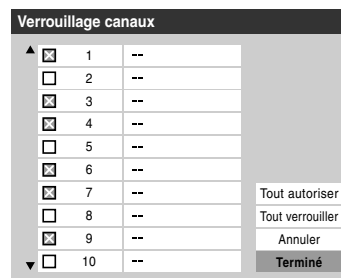 Verrouillage canaux
1 --
2 --
3 --
4 --
5 --
6 --
7 --
8 --
9 --
10 --
Tout autoriser
Tout verrouiller
Annuler
Terminé